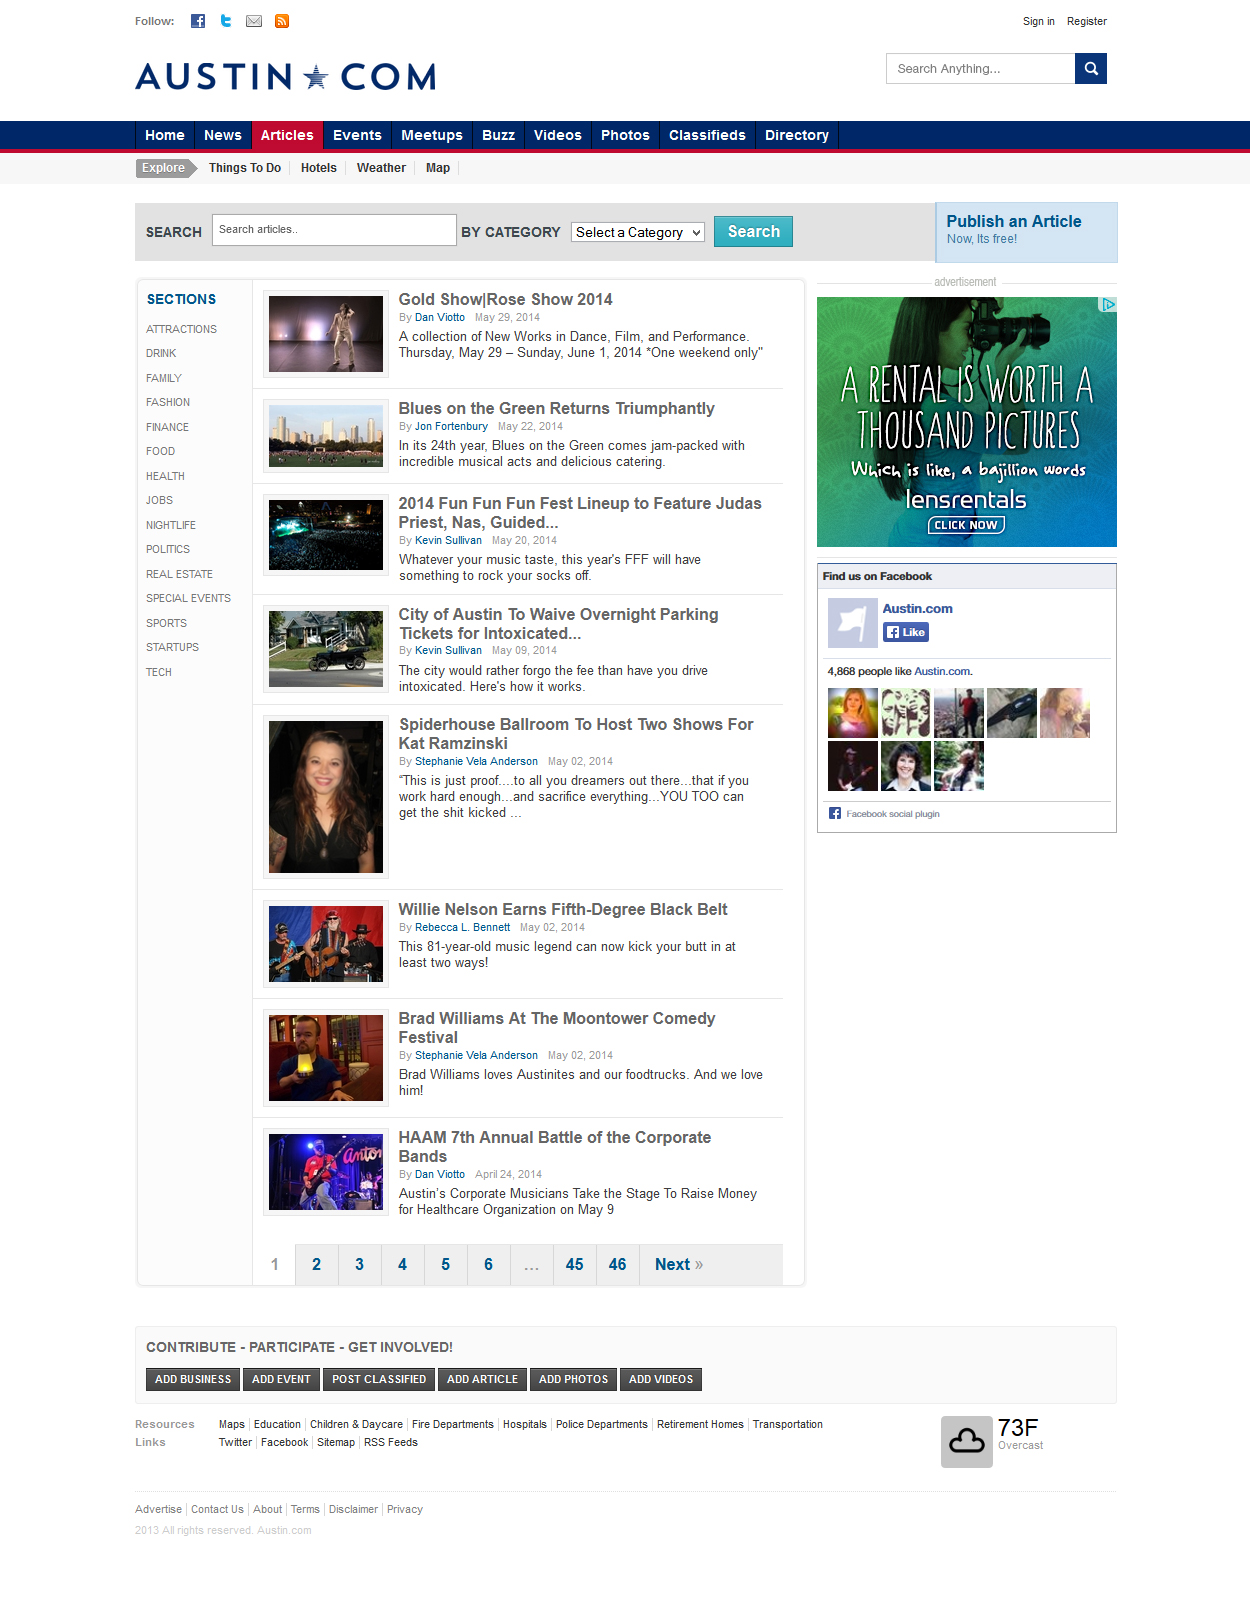 Follow:
Sign in Register
AUSTIN COM
Search Anything...
Home News Articles Events Meetups Buzz Videos Photos Classifieds Directory
Explore Things To Do Hotels Weather Map
SEARCH Search articles.. BY CATEGORY Select a Category Search
Publish an Article
Now, Its free!
SECTIONS
ATTRACTIONS
DRINK
FAMILY
FASHION
FINANCE
FOOD
HEALTH
JOBS
NIGHTLIFE
POLITICS
REAL ESTATE
SPECIAL EVENTS
SPORTS
STARTUPS
TECH
Gold Show|Rose Show 2014
By Dan Viotto May 29, 2014
A collection of New Works in Dance, Film, and Performance.
Thursday, May 29 – Sunday, June 1, 2014 *One weekend only"
Blues on the Green Returns Triumphantly
By Jon Fortenbury May 22, 2014
In its 24th year, Blues on the Green comes jam-packed with
incredible musical acts and delicious catering.
2014 Fun Fun Fun Fest Lineup to Feature Judas
Priest, Nas, Guided...
By Kevin Sullivan May 20, 2014
Whatever your music taste, this year's FFF will have
something to rock your socks off.
City of Austin To Waive Overnight Parking
Tickets for Intoxicated...
By Kevin Sullivan May 09, 2014
The city would rather forgo the fee than have you drive
intoxicated. Here's how it works.
Spiderhouse Ballroom To Host Two Shows For
Kat Ramzinski
By Stephanie Vela Anderson May 02, 2014
“This is just proof....to all you dreamers out there...that if you
work hard enough...and sacrifice everything...YOU TOO can
get the shit kicked ...
Willie Nelson Earns Fifth-Degree Black Belt
By Rebecca L. Bennett May 02, 2014
This 81-year-old music legend can now kick your butt in at
least two ways!
Brad Williams At The Moontower Comedy
Festival
By Stephanie Vela Anderson May 02, 2014
Brad Williams loves Austinites and our foodtrucks. And we love
him!
HAAM 7th Annual Battle of the Corporate
Bands
By Dan Viotto April 24, 2014
Austin’s Corporate Musicians Take the Stage To Raise Money
for Healthcare Organization on May 9
1 2 3 4 5 6 ... 45 46 Next »
advertisement
A RENTAL IS WORTH A
THOUSAND PICTURES
Which is like, a bajillion words
lensrentals
CLICK NOW
Find us on Facebook
Austin.com
Like
4,868 people like Austin.com.
Facebook social plugin
CONTRIBUTE - PARTICIPATE - GET INVOLVED!
ADD BUSINESS ADD EVENT POST CLASSIFIED ADD ARTICLE ADD PHOTOS ADD VIDEOS
Resources Maps Education Children & Daycare Fire Departments Hospitals Police Departments Retirement Homes Transportation
Links Twitter Facebook Sitemap RSS Feeds
73F
Overcast
Advertise Contact Us About Terms Disclaimer Privacy
2013 All rights reserved. Austin.com